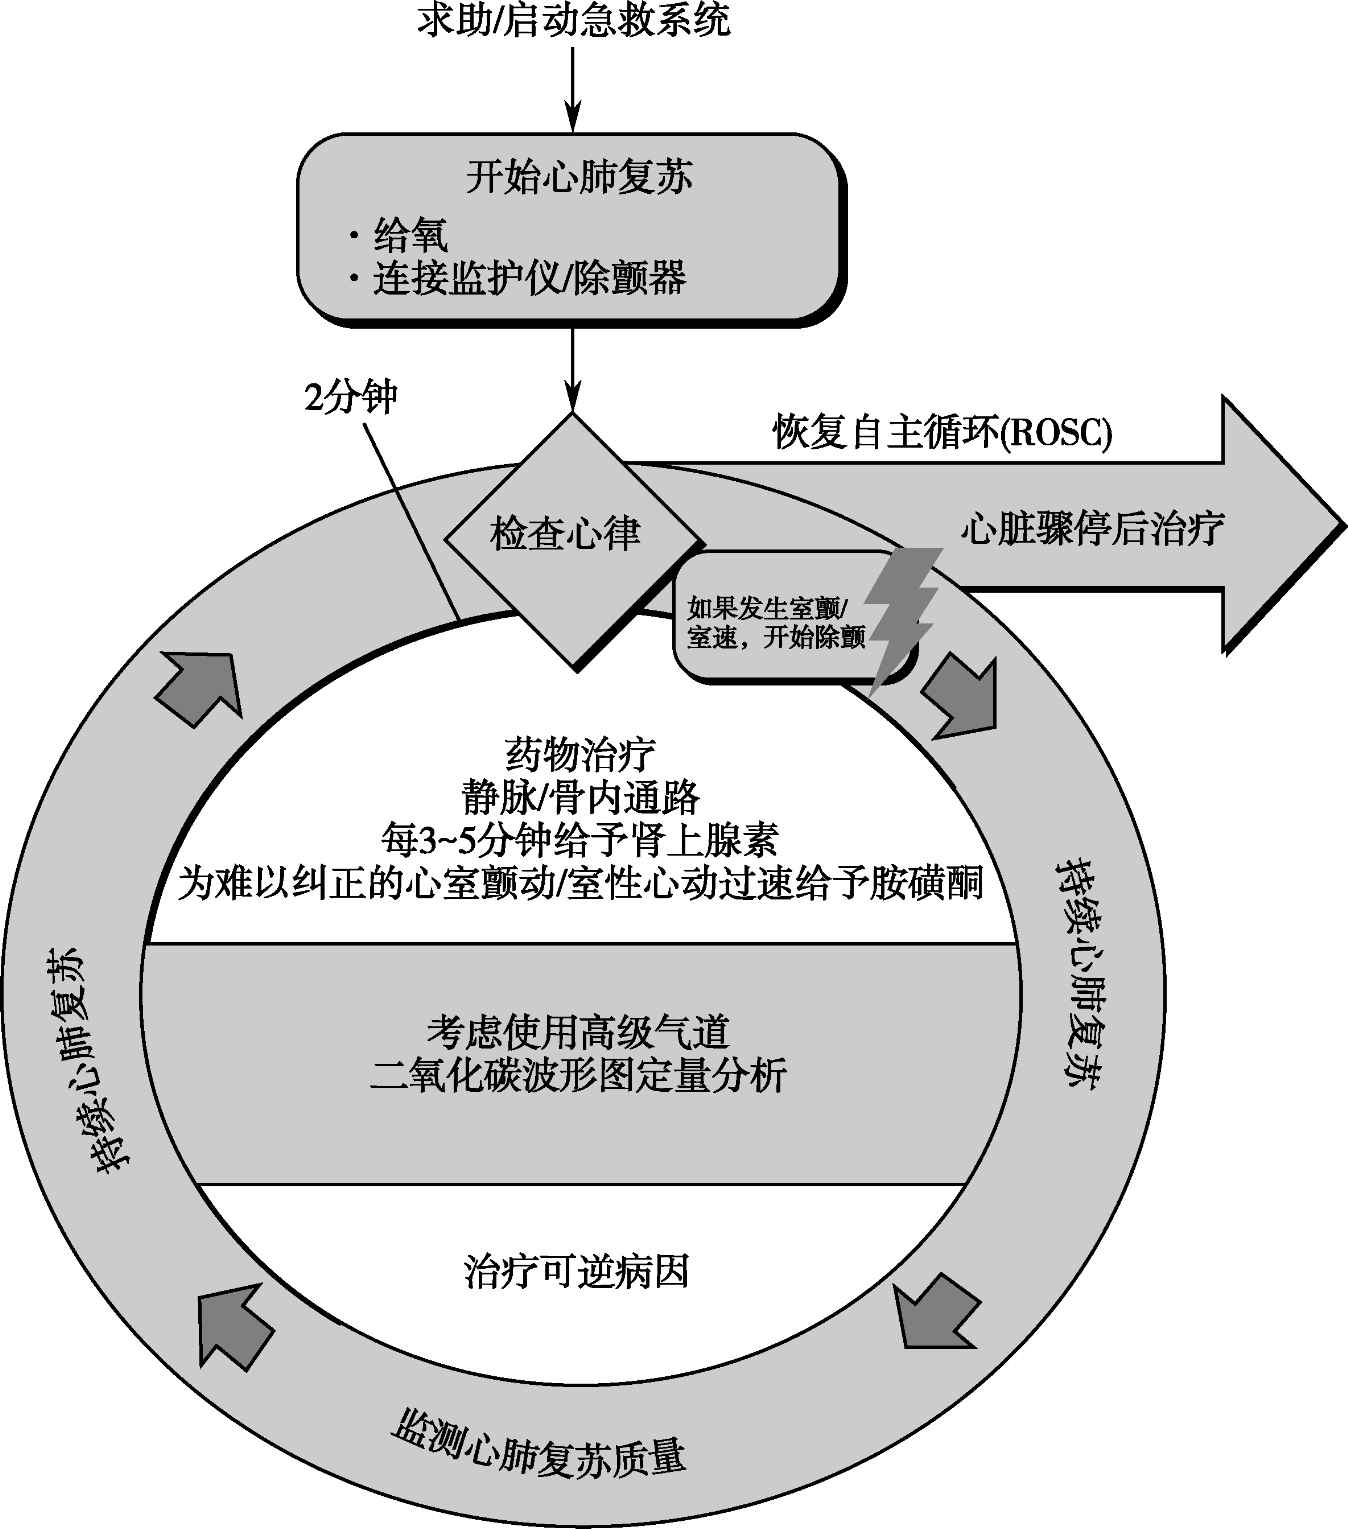 求助/启动急救系统
开始心肺复苏
·给氧
·连接监护仪/除颤器
2分钟
恢复自主循环(ROSC)
检查心律
心脏骤停后治疗
如果发生室颤/
室速，开始除颤
药物治疗
静脉/骨内通路
每3~5分钟给予肾上腺素
为难以纠正的心室颤动/室性心动过速给予胺碘酮
持续心肺复苏
持续心肺复苏
考虑使用高级气道
二氧化碳波形图定量分析
治疗可逆病因
监测心肺复苏质量